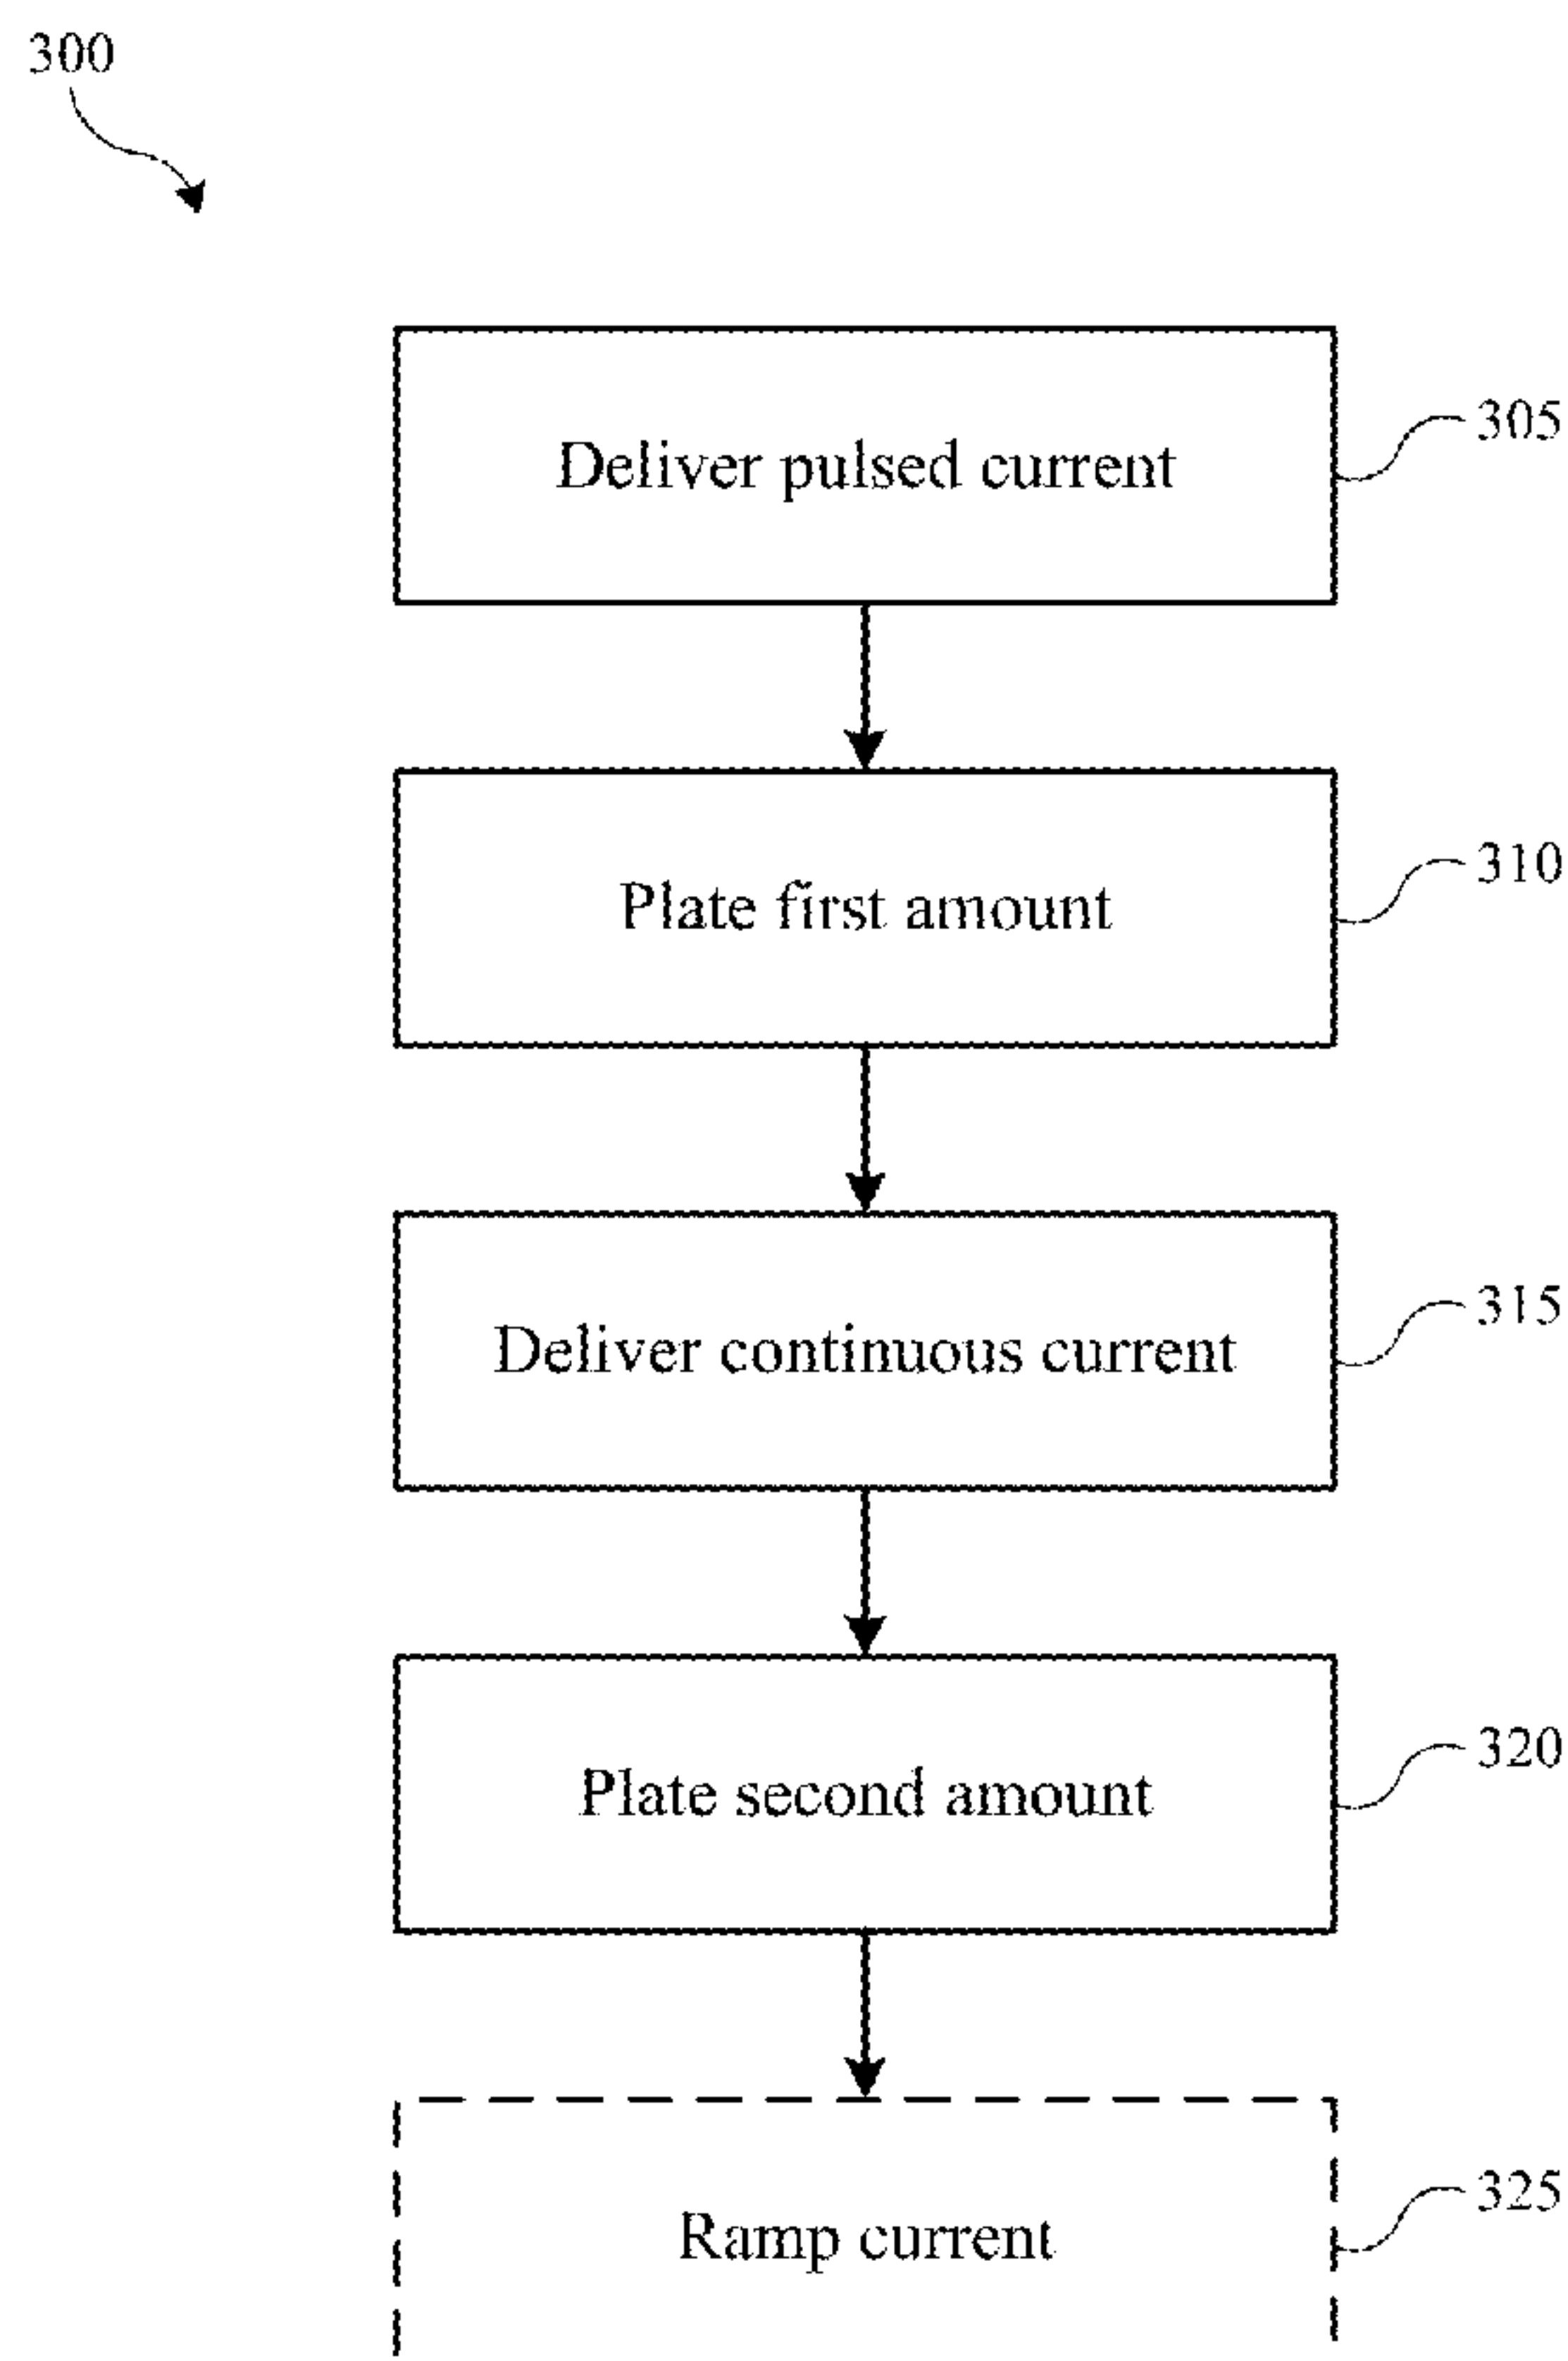 300
Deliver pulsed current
305
Plate first amount
310
Deliver continuous current
315
Plate second amount
320
Ramp current
325